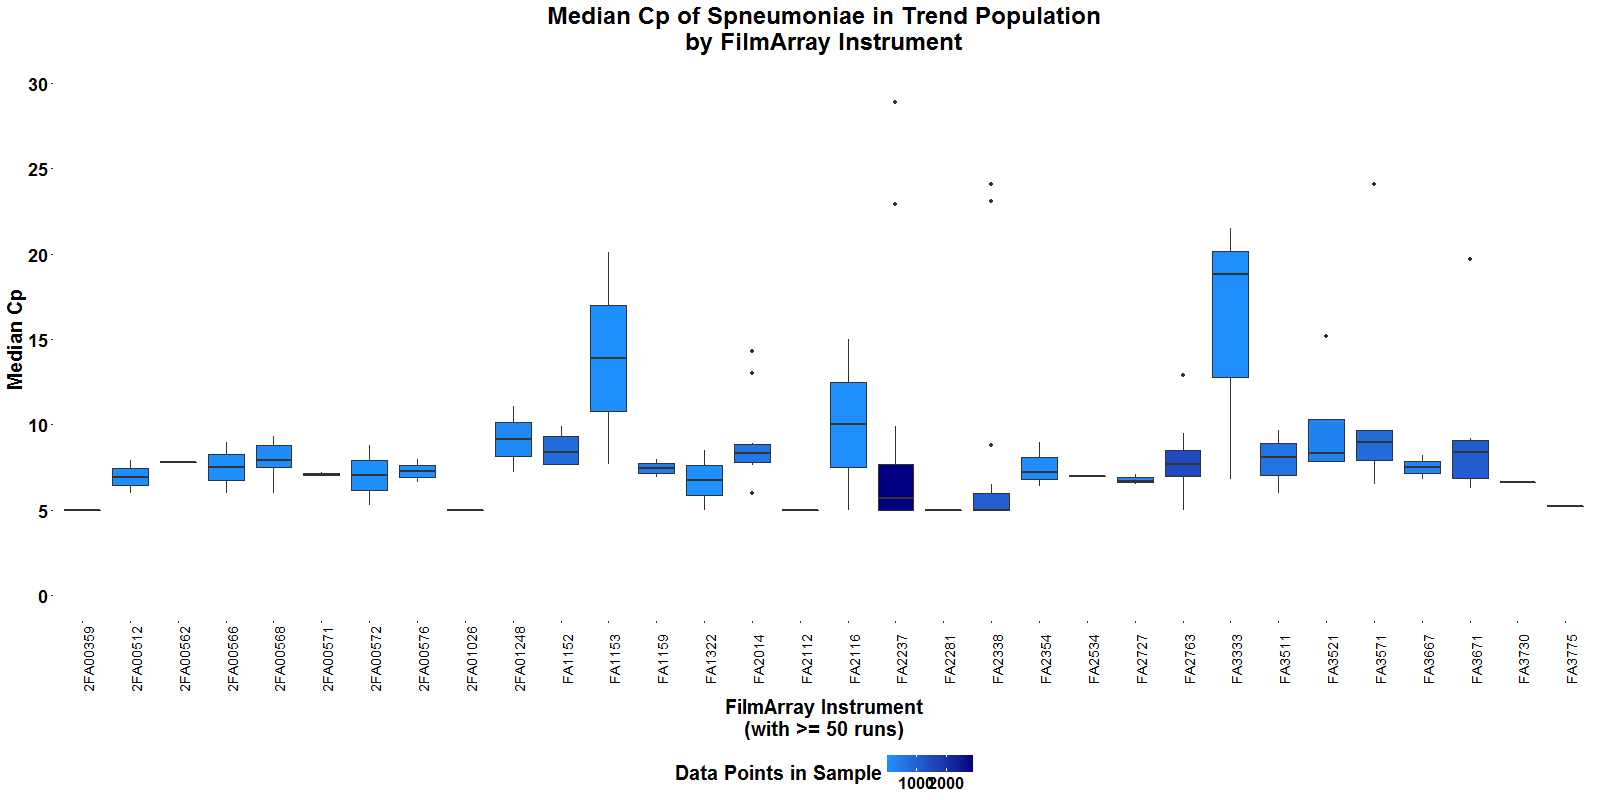 Median Cp of Spneumoniae in Trend Population
by FilmArray Instrument
30
25
20
15
10
5
0
Median Cp
2FA00359
2FA00512
2FA00562
2FA00566
2FA00568
2FA00571
2FA00572
2FA00576
2FA01026
2FA01248
FA1152
FA1153
FA1159
FA1322
FA2014
FA2112
FA2116
FA2237
FA2281
FA2338
FA2354
FA2534
FA2727
FA2763
FA3333
FA3511
FA3521
FA3571
FA3667
FA3671
FA3730
FA3775
FilmArray Instrument
(with >= 50 runs)
Data Points in Sample
1000 2000